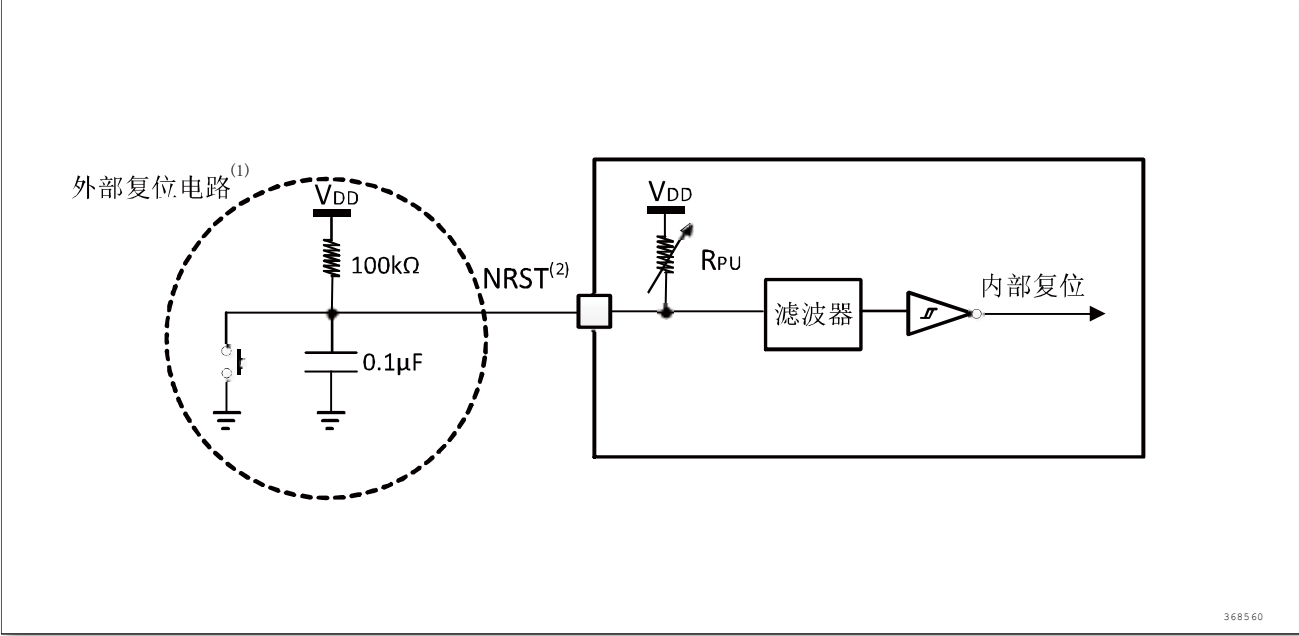 外部复位电路(1)
VDD
100kΩ
0.1μF
NRST(2)
VDD
RPU
滤波器
内部复位
368560